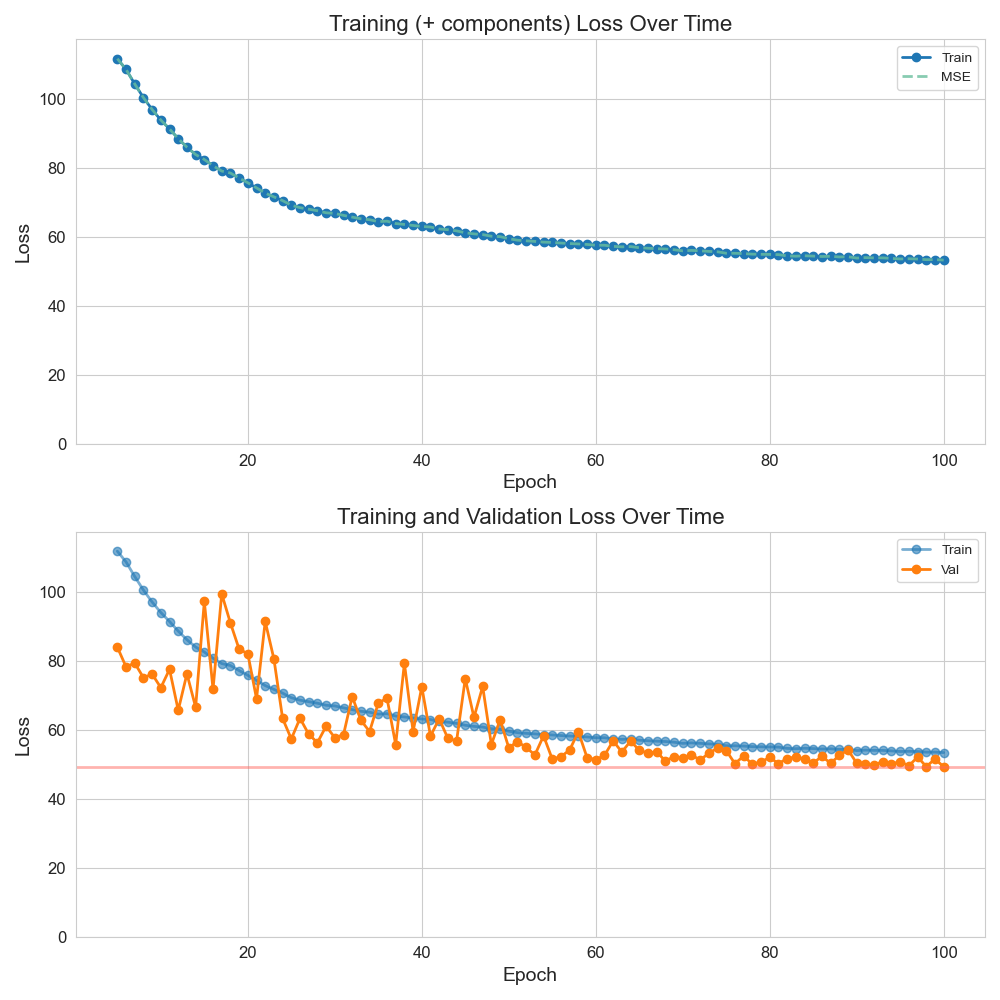 Training (+ components) Loss Over Time
Train
MSE
Loss
100
80
60
40
20
0
20 40 60 80 100
Epoch
Training and Validation Loss Over Time
Train
Val
Loss
100
80
60
40
20
0
20 40 60 80 100
Epoch